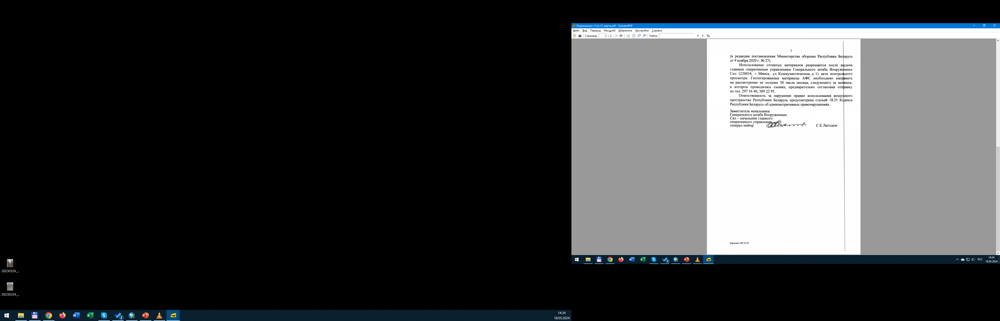 Разрешение с 5 по 31 марта.pdf - SumatraPDF
Файл Вид Переход Масштаб Избранное Настройки Справка
Страница: 2 / 2 Найти:
2
(в редакции постановления Министерства обороны Республики Беларусь
от 9 ноября 2020 г. № 27).
Использование отснятых материалов разрешается после выдачи
главным оперативным управлением Генерального штаба Вооруженных
Сил (220034, г. Минск, ул. Коммунистическая, д. 1) акта контрольного
просмотра. Геотегированные материалы АФС необходимо направить
на рассмотрение не позднее 30 числа месяца, следующего за месяцем,
в котором проводилась съемка, предварительно согласовав отправку
по тел. 297 16 40, 389 22 95.
Ответственность за нарушение правил использования воздушного
пространства Республики Беларусь предусмотрена статьей 18.35 Кодекса
Республики Беларусь об административных правонарушениях.
Заместитель начальника
Генерального штаба Вооруженных
Сил – начальник главного
оперативного управления
генерал-майор С.Е.Лагодюк
Карпович 389 22 95
РУС
14:34
18.05.2024
20230324_...
20230324_...
14:34
18.05.2024